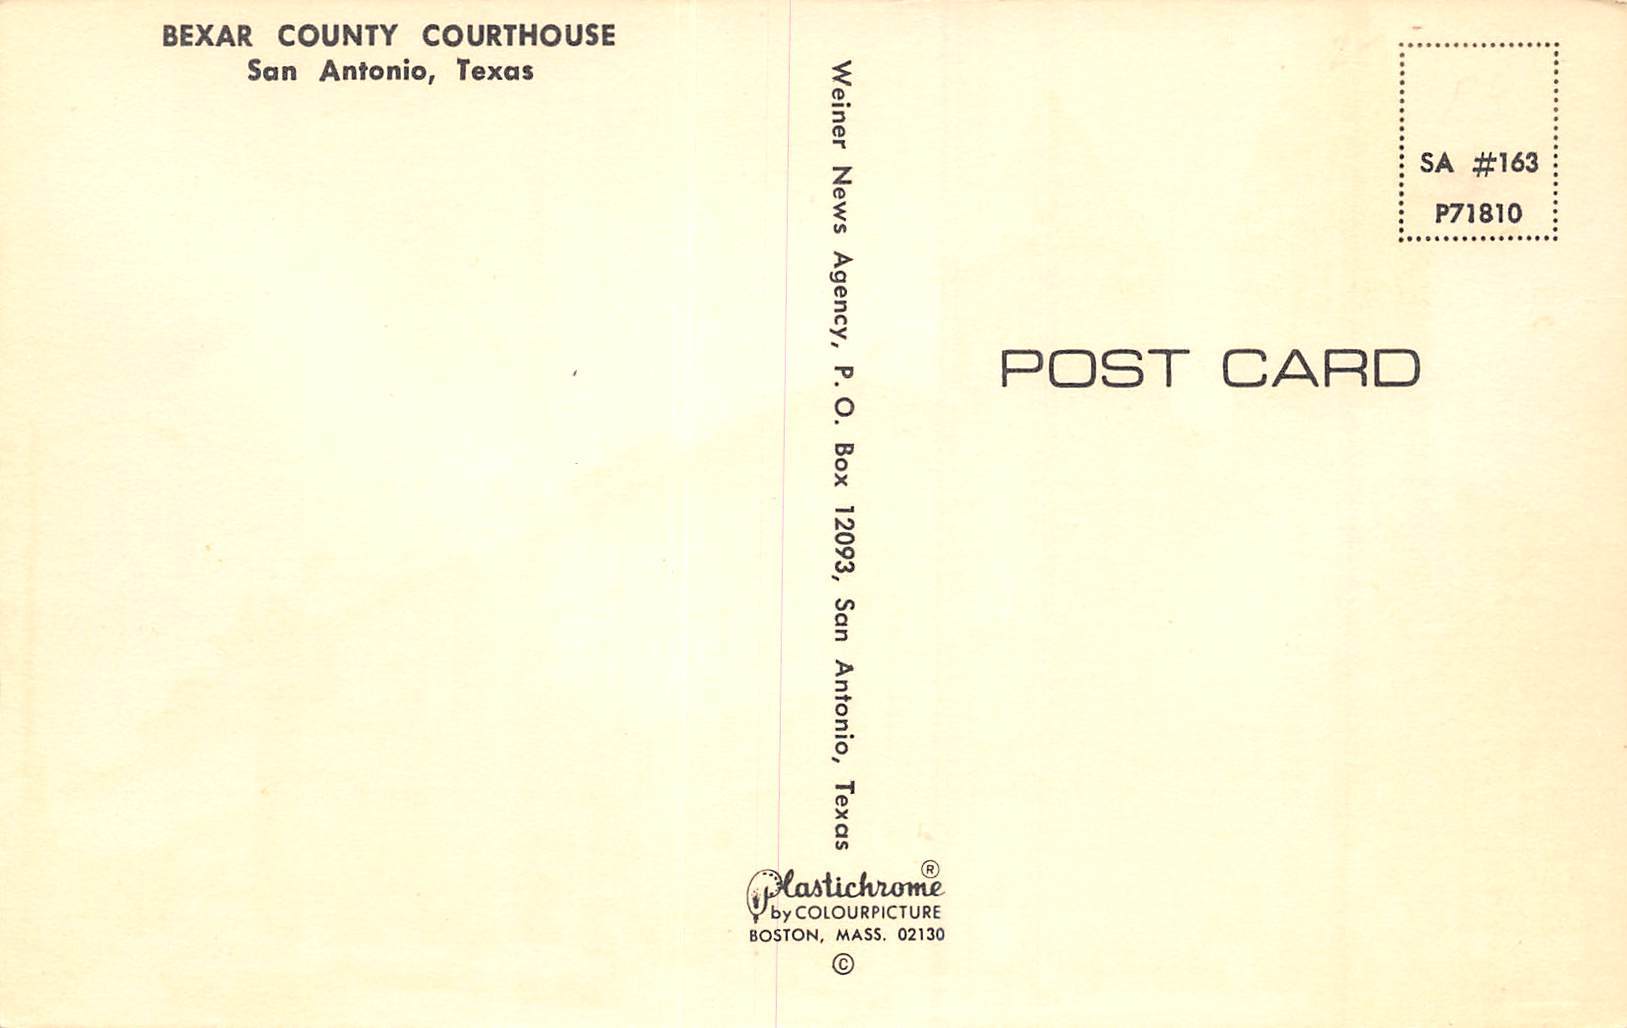 BEXAR COUNTY COURTHOUSE
San Antonio, Texas
Weiner News Agency, P. O. Box 12093, San Antonio, Texas
SA #163
P71810
POST CARD
Plastichrome ®
by COLOURPICTURE
BOSTON, MASS. 02130
©